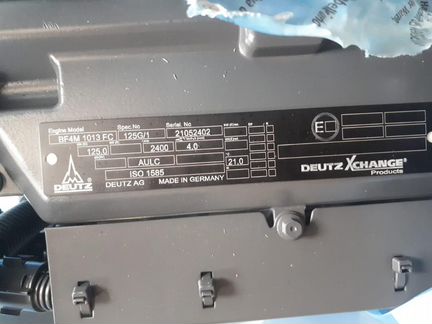 Engine Model Spec.No Serial. No
BF4M 1013 FC 125G/1 21052402
125.0 2400 4.0
AULC 21.0
ISO 1585
DEUTZ
DEUTZ AG MADE IN GERMANY
E
DEUTZ XCHANGE®
Products